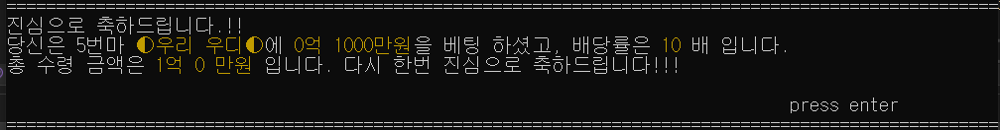 진심으로 축하드립니다.!!
당신은 5번마 ◐우리 우디◐에 0억 1000만원을 베팅 하셨고, 배당률은 10 배 입니다.
총 수령 금액은 1억 0 만원 입니다. 다시 한번 진심으로 축하드립니다!!!
press enter